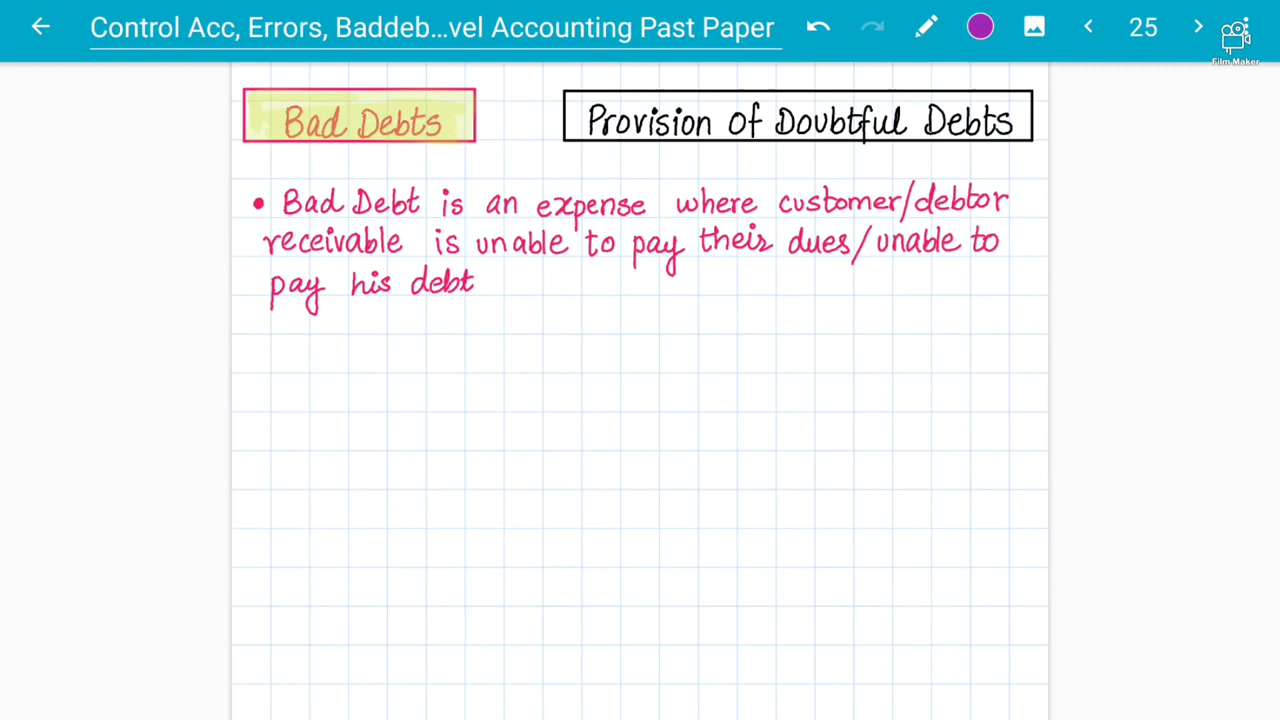 Control Acc, Errors, Baddeb...vel Accounting Past Paper
25
Film Maker
Bad Debts
Provision Of Doubtful Debts
• Bad Debt is an expense where customer/debtor
receivable is unable to pay their dues/unable to
pay his debt